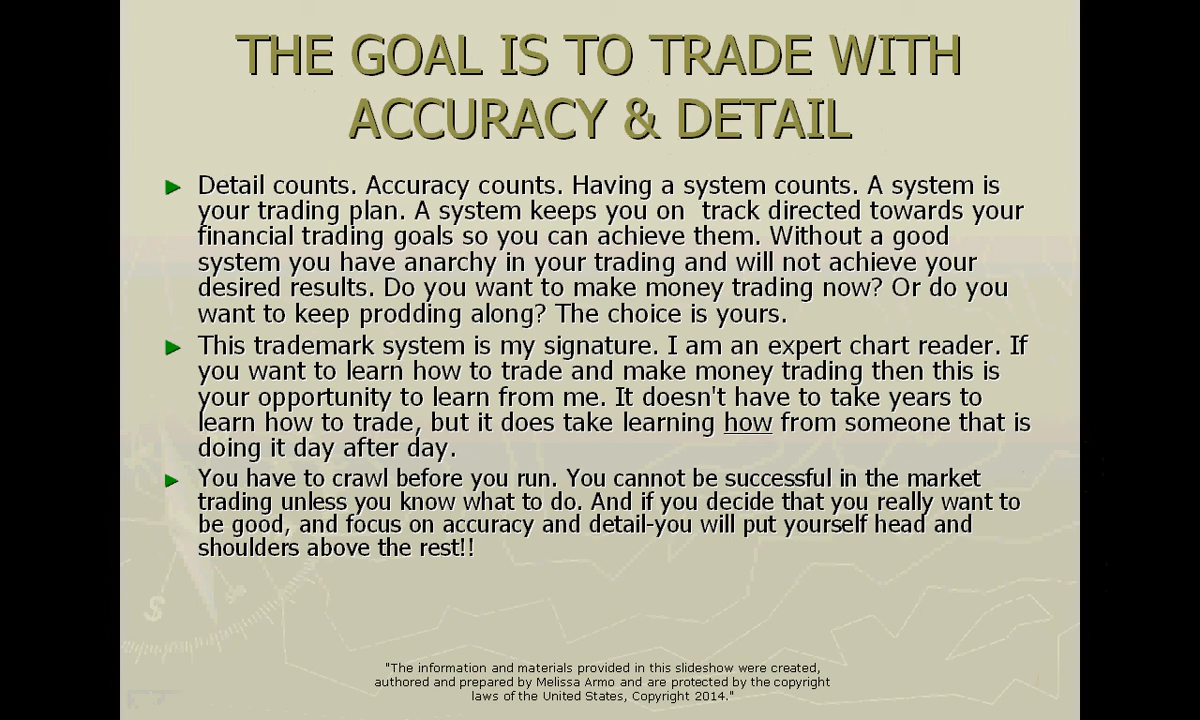 THE GOAL IS TO TRADE WITH
ACCURACY & DETAIL
Detail counts. Accuracy counts. Having a system counts. A system is
your trading plan. A system keeps you on  track directed towards your
financial trading goals so you can achieve them. Without a good
system you have anarchy in your trading and will not achieve your
desired results. Do you want to make money trading now? Or do you
want to keep prodding along? The choice is yours.
This trademark system is my signature. I am an expert chart reader. If
you want to learn how to trade and make money trading then this is
your opportunity to learn from me. It doesn't have to take years to
learn how to trade, but it does take learning how from someone that is
doing it day after day.
You have to crawl before you run. You cannot be successful in the market
trading unless you know what to do. And if you decide that you really want to
be good, and focus on accuracy and detail-you will put yourself head and
shoulders above the rest!!
S
"The information and materials provided in this slideshow were created,
authored and prepared by Melissa Armo and are protected by the copyright
laws of the United States, Copyright 2014."